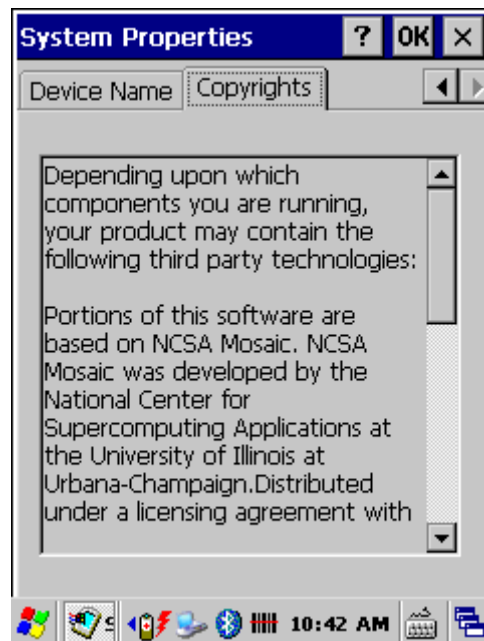 System Properties ? OK ×
Device Name Copyrights
Depending upon which
components you are running,
your product may contain the
following third party technologies:
Portions of this software are
based on NCSA Mosaic. NCSA
Mosaic was developed by the
National Center for
Supercomputing Applications at
the University of Illinois at
Urbana-Champaign.Distributed
under a licensing agreement with
S 10:42 AM